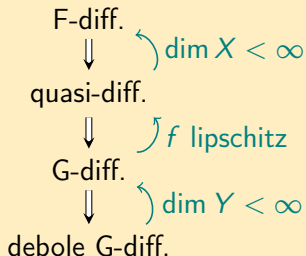 F-diff.
dim X < ∞
quasi-diff.
f lipschitz
G-diff.
dim Y < ∞
debole G-diff.